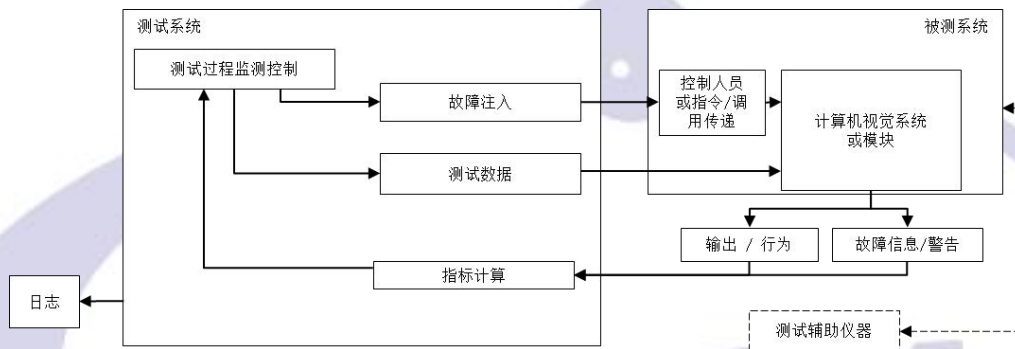 测试系统
被测系统
测试过程监测控制
故障注入
控制人员
或指令/调
用传递
计算机视觉系统
或模块
测试数据
输出 / 行为
故障信息/警告
指标计算
日志
测试辅助仪器